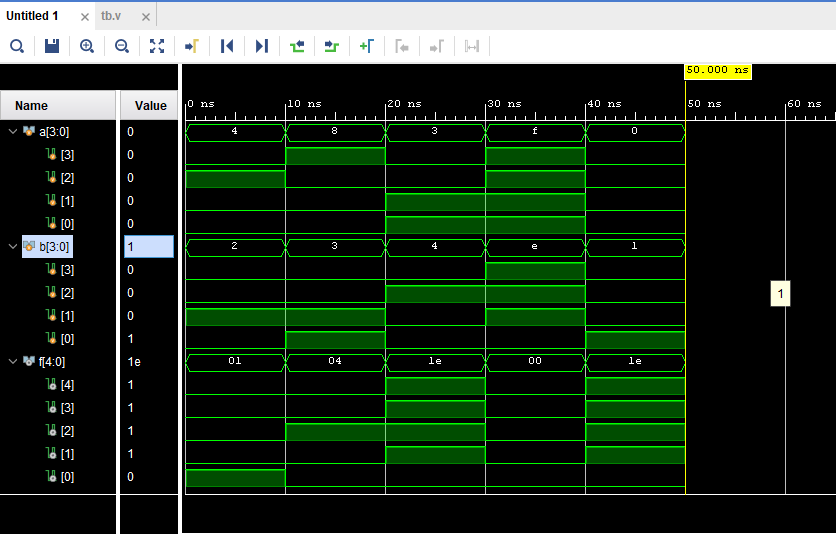 Untitled 1 × tb.v ×
50.000 ns
Name Value
0 ns 10 ns 20 ns 30 ns 40 ns 50 ns 60 ns
a[3:0] 0 4 8 3 f 0
[3] 0
[2] 0
[1] 0
[0] 0
b[3:0] 1 2 3 4 e 1
[3] 0
[2] 0
[1] 0
[0] 1
1
f[4:0] 1e 01 04 1e 00 1e
[4] 1
[3] 1
[2] 1
[1] 1
[0] 0